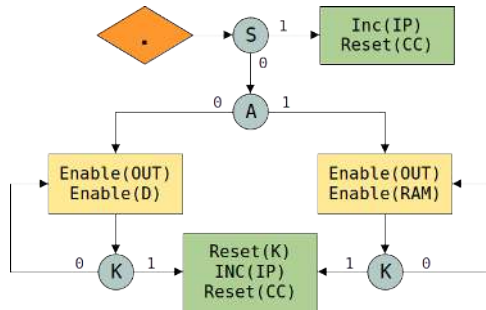 .
S
1
Inc(IP)
Reset(CC)
0
0
A
1
Enable(OUT)
Enable(D)
Enable(OUT)
Enable(RAM)
0
K
1
Reset(K)
INC(IP)
Reset(CC)
1
K
0